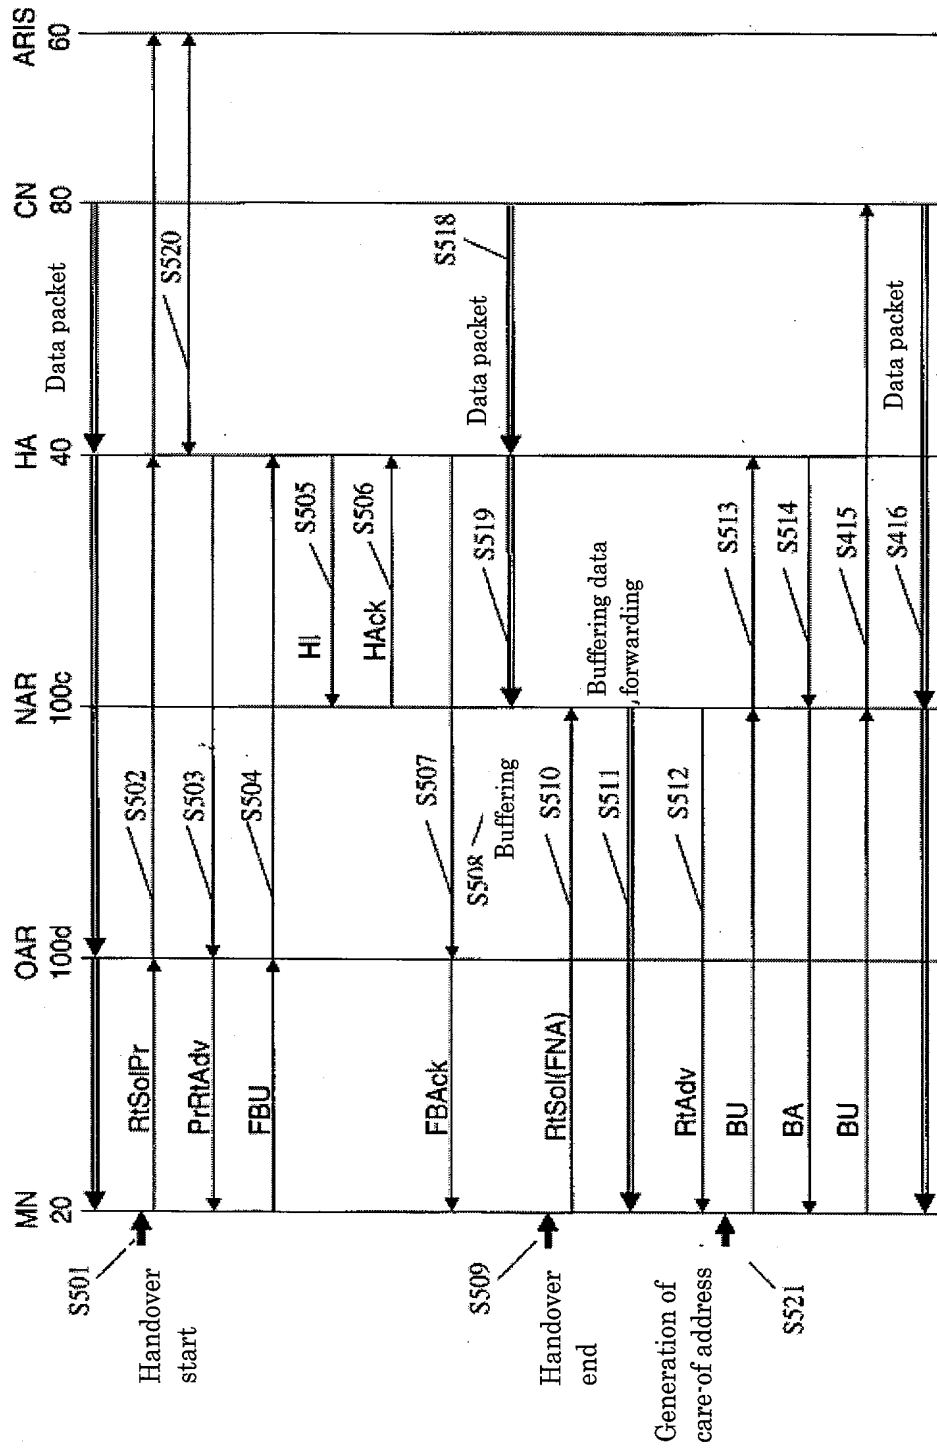 MN
20
OAR
100d
NAR
100c
HA
40
CN
80
ARIS
60
Data packet
S501
Handover
start
RtSolPr
S502
S520
PrRtAdv
S503
FBU
S504
HI
S505
HAck
S506
FBAck
S507
S508
Buffering
Data packet
S518
S519
S509
Handover
end
RtSol(FNA)
S510
Buffering data
forwarding
S511
RtAdv
S512
Generation of
care-of address
S521
BU
S513
BA
S514
BU
S415
Data packet
S416